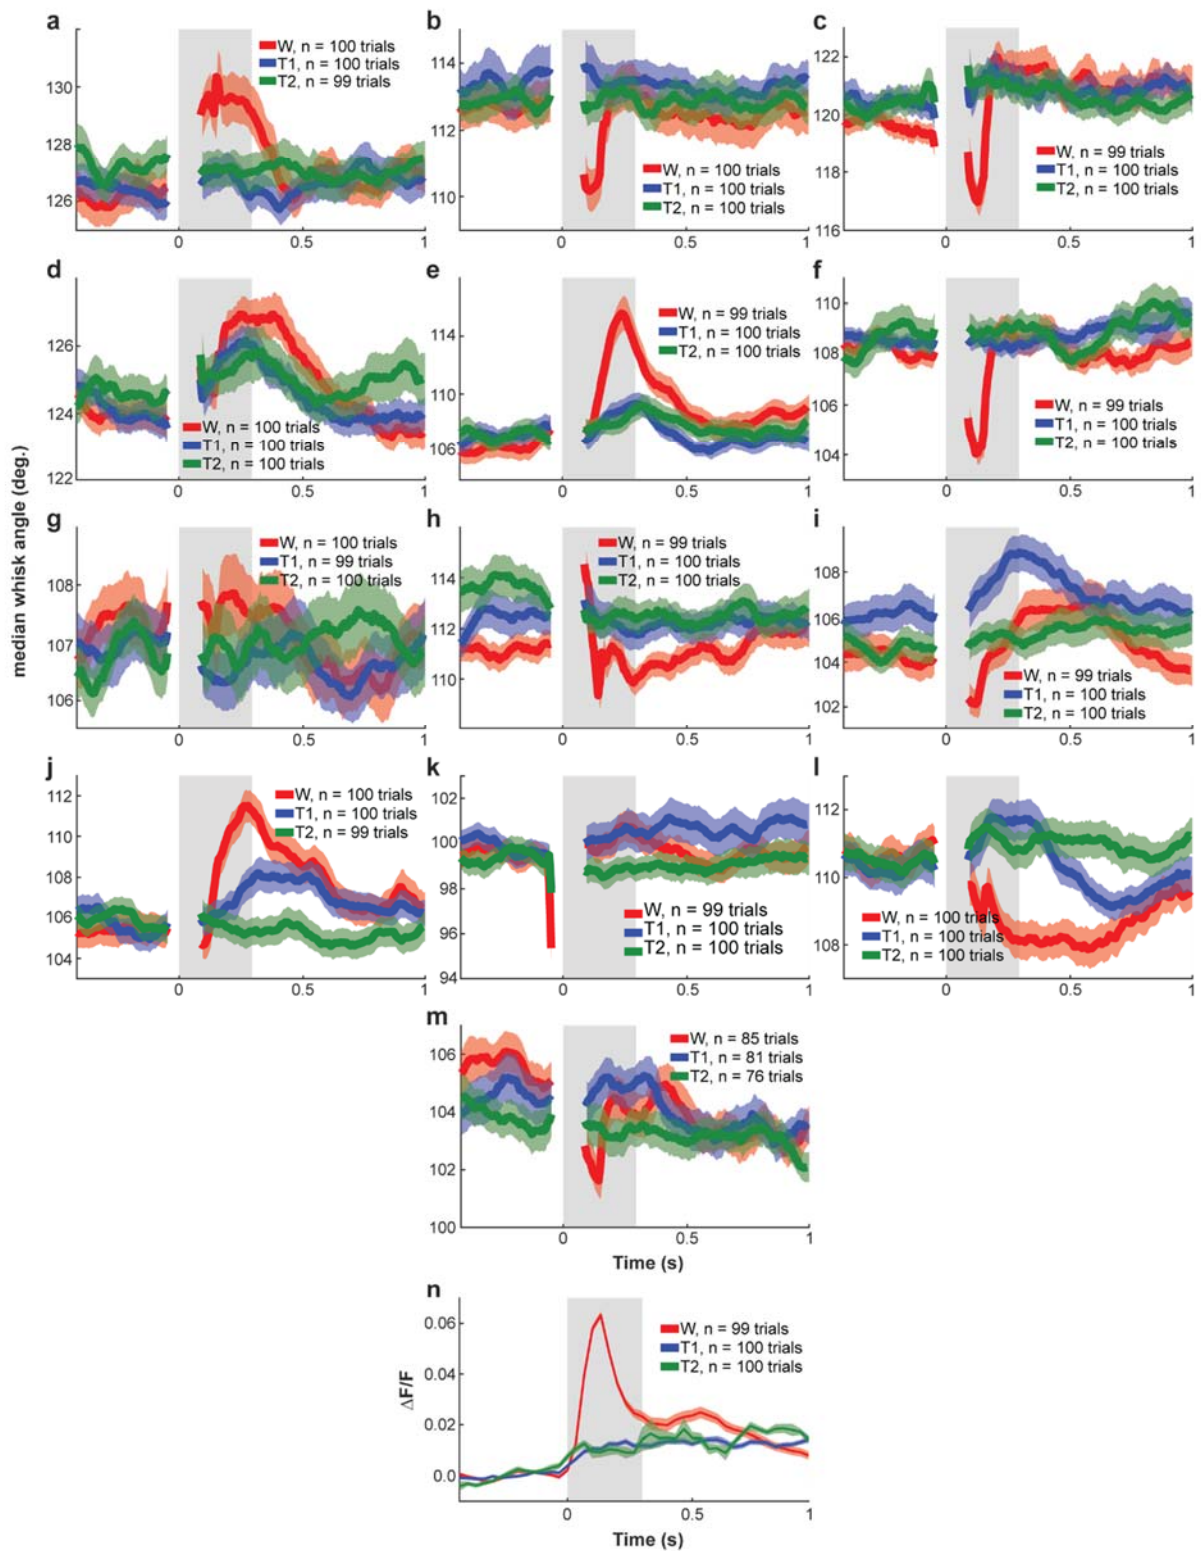 a
W, n = 100 trials
T1, n = 100 trials
T2, n = 99 trials
130
128
126
0
0.5
1
b
114
112
110
W, n = 100 trials
T1, n = 100 trials
T2, n = 100 trials
0
0.5
1
c
122
120
118
116
W, n = 99 trials
T1, n = 100 trials
T2, n = 100 trials
0
0.5
1
d
126
124
122
W, n = 100 trials
T1, n = 100 trials
T2, n = 100 trials
0
0.5
1
e
114
110
106
W, n = 99 trials
T1, n = 100 trials
T2, n = 100 trials
0
0.5
1
f
110
108
106
104
W, n = 99 trials
T1, n = 100 trials
T2, n = 100 trials
0
0.5
1
median whisk angle (deg.)
g
108
107
106
W, n = 100 trials
T1, n = 99 trials
T2, n = 100 trials
0
0.5
1
h
114
112
110
W, n = 99 trials
T1, n = 100 trials
T2, n = 100 trials
0
0.5
1
i
108
106
104
102
W, n = 99 trials
T1, n = 100 trials
T2, n = 100 trials
0
0.5
1
j
112
110
108
106
104
W, n = 100 trials
T1, n = 100 trials
T2, n = 99 trials
0
0.5
1
k
102
100
98
96
94
W, n = 99 trials
T1, n = 100 trials
T2, n = 100 trials
0
0.5
1
l
112
110
108
W, n = 100 trials
T1, n = 100 trials
T2, n = 100 trials
0
0.5
1
m
106
104
102
100
W, n = 85 trials
T1, n = 81 trials
T2, n = 76 trials
0
0.5
1
Time (s)
n
0.06
0.04
0.02
0.0
ΔF/F
W, n = 99 trials
T1, n = 100 trials
T2, n = 100 trials
0
0.5
1
Time (s)